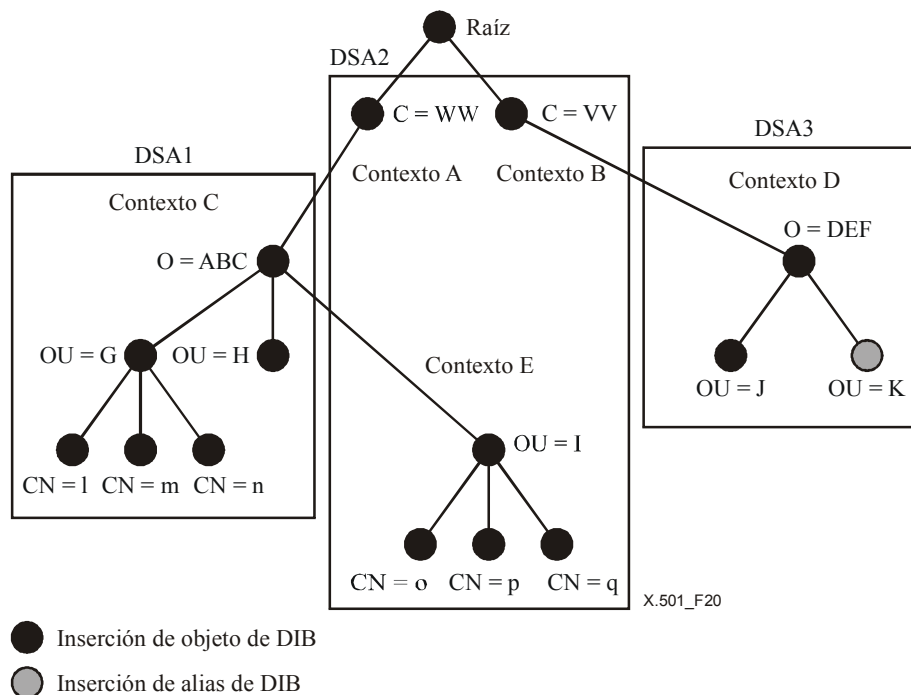 Raíz
DSA2
C = WW
C = VV
DSA3
DSA1
Contexto A
Contexto B
Contexto D
Contexto C
O = DEF
O = ABC
OU = G
OU = H
Contexto E
OU = J
OU = K
OU = I
CN = l
CN = m
CN = n
CN = o
CN = p
CN = q
X.501_F20
Inserción de objeto de DIB
Inserción de alias de DIB